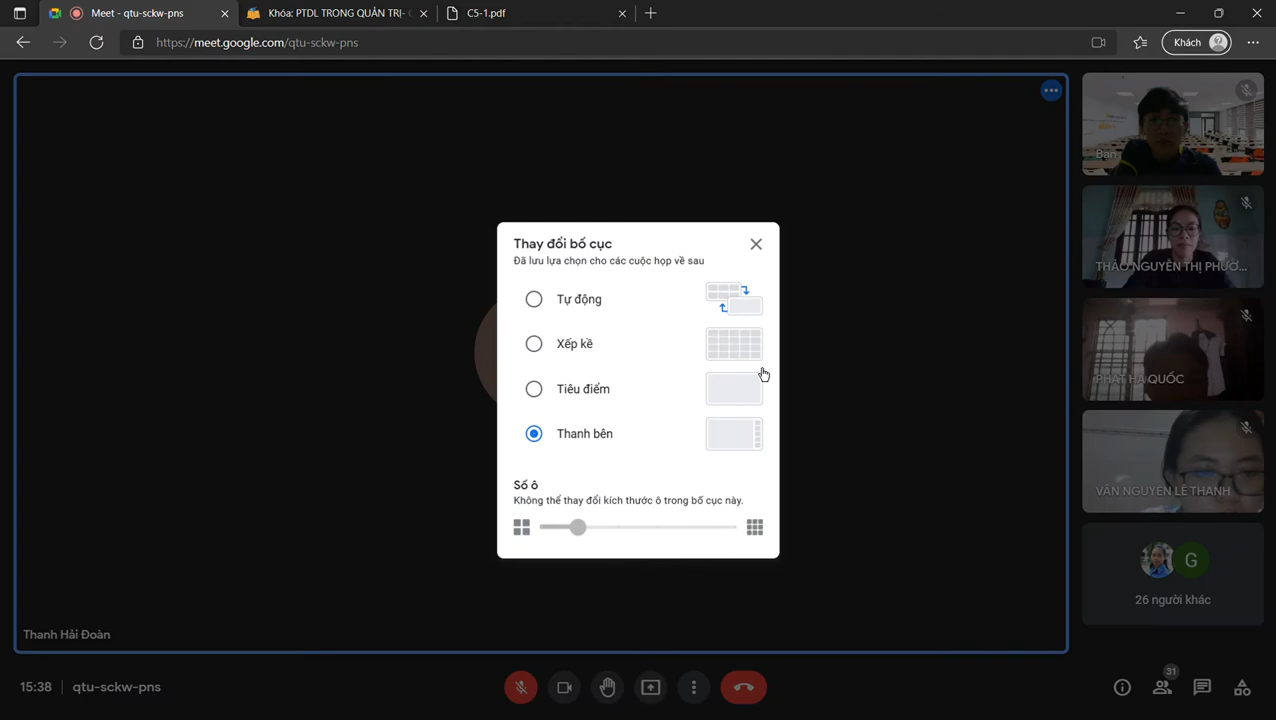 Meet - qtu-sckw-pns
Khóa: PTDL TRONG QUẢN TRỊ-
C5-1.pdf
https://meet.google.com/qtu-sckw-pns
Khách
Bạn
THẢO NGUYỄN THỊ PHƯỜ...
PHÁT HÀ QUỐC
VÂN NGUYỄN LÊ THANH
G
26 người khác
Thay đổi bố cục
Đã lưu lựa chọn cho các cuộc họp về sau
Tự động
Xếp kề
Tiêu điểm
Thanh bên
Số ô
Không thể thay đổi kích thước ô trong bố cục này.
Thanh Hải Đoàn
15:38 | qtu-sckw-pns
31